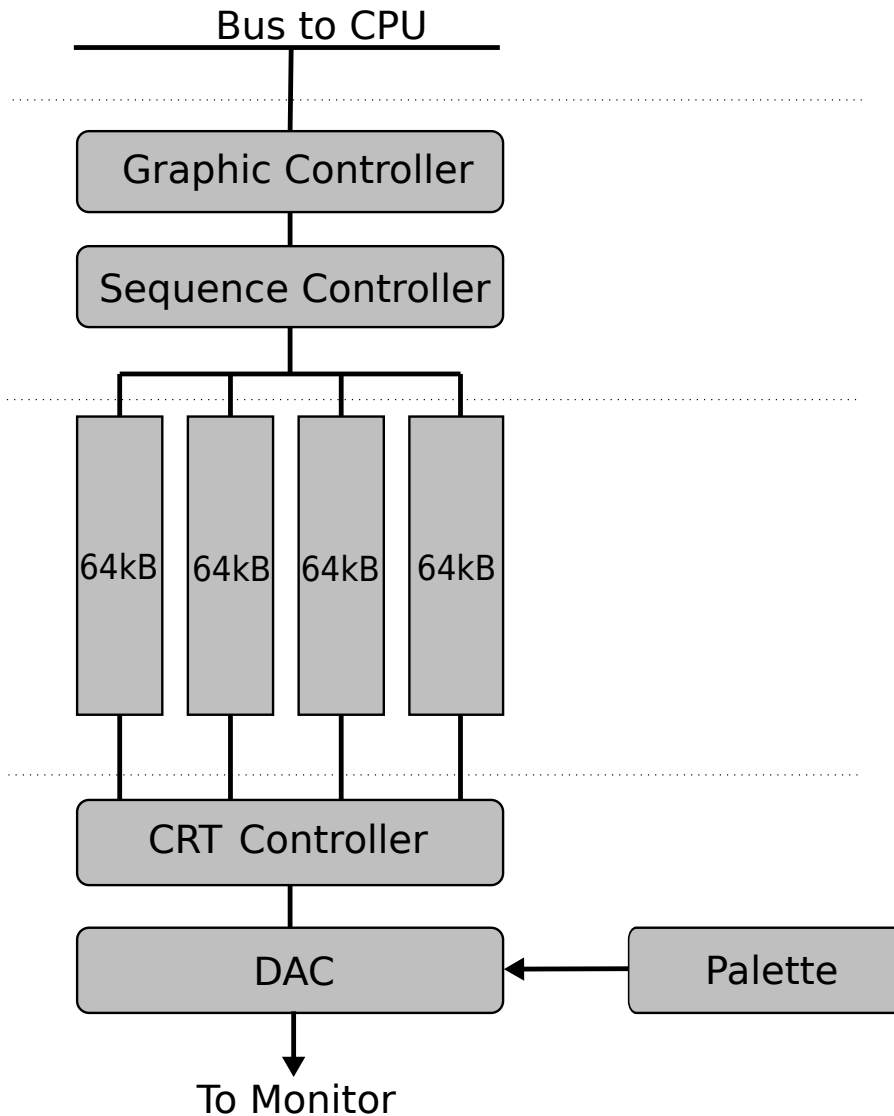 Bus to CPU
Graphic Controller
Sequence Controller
64kB 64kB 64kB 64kB
CRT Controller
DAC
Palette
To Monitor